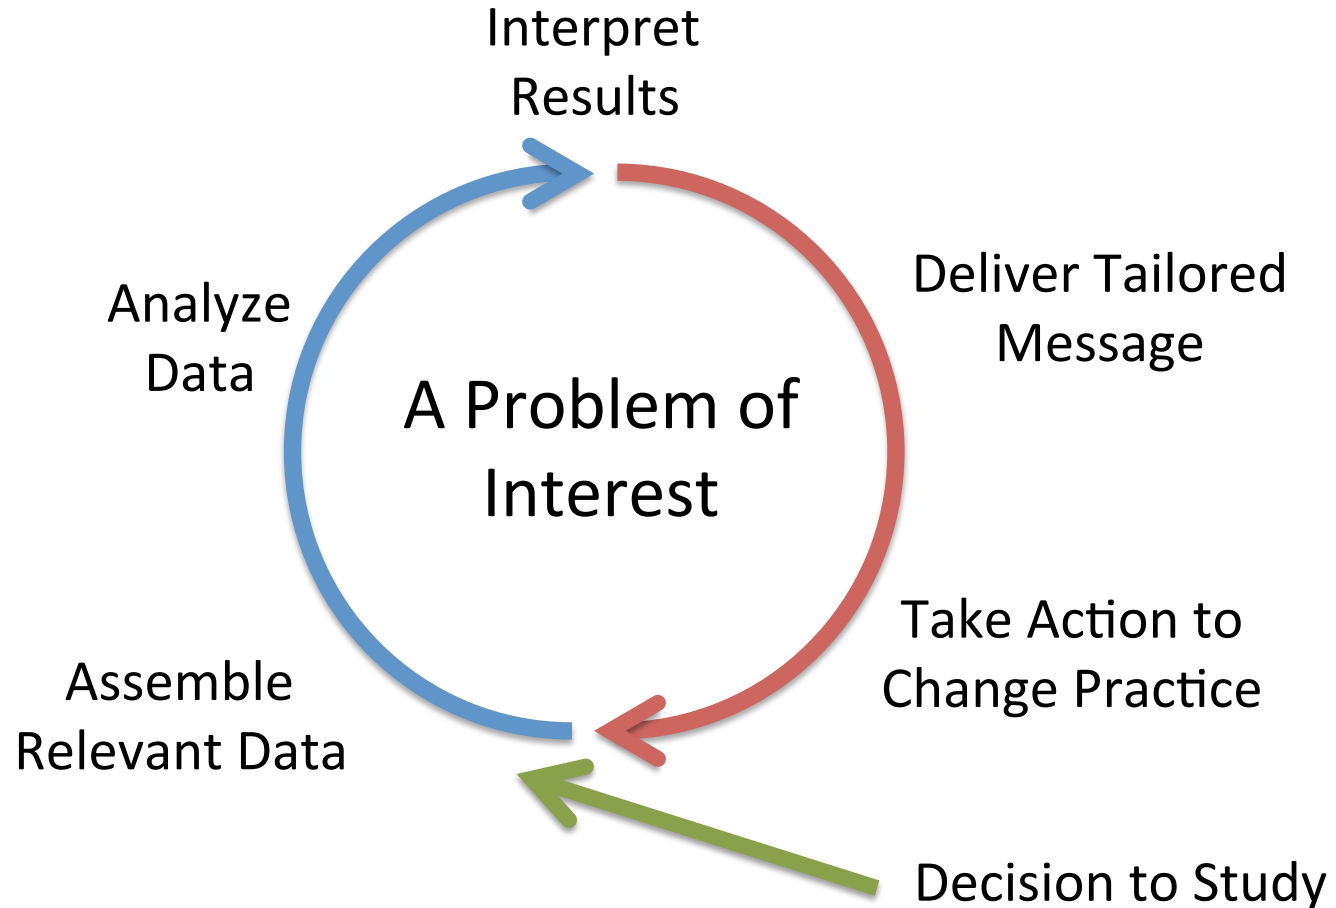 Interpret
Results
Deliver Tailored
Message
Analyze
Data
A Problem of
Interest
Take Action to
Change Practice
Assemble
Relevant Data
Decision to Study